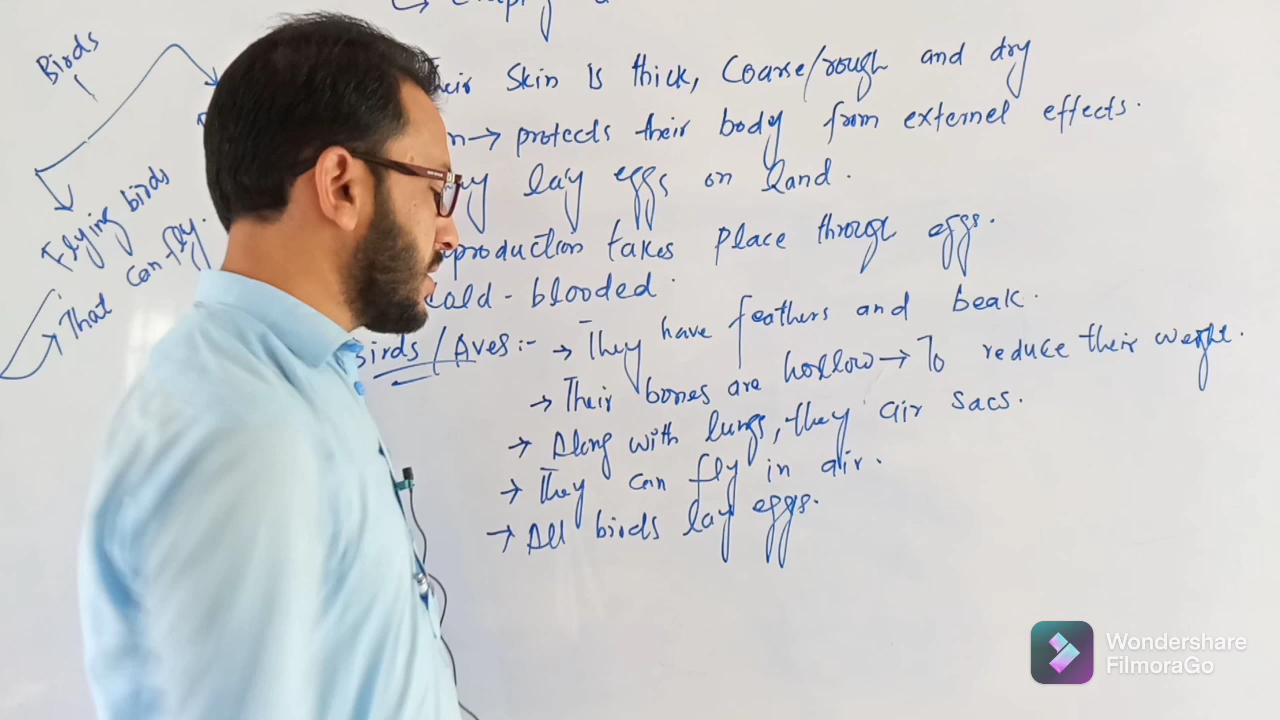 Birds
Flying birds
That can fly.
Skin is thick, Coarse/rough and dry
protects their body from external effects.
lay eggs on land.
takes place through eggs.
cold-blooded.
Birds/Aves:- → They have feathers and beak.
→ Their bones are hollow → To reduce their weight.
→ Along with lungs, they air sacs.
→ They can fly in air.
→ All birds lay eggs.
Wondershare
FilmoraGo